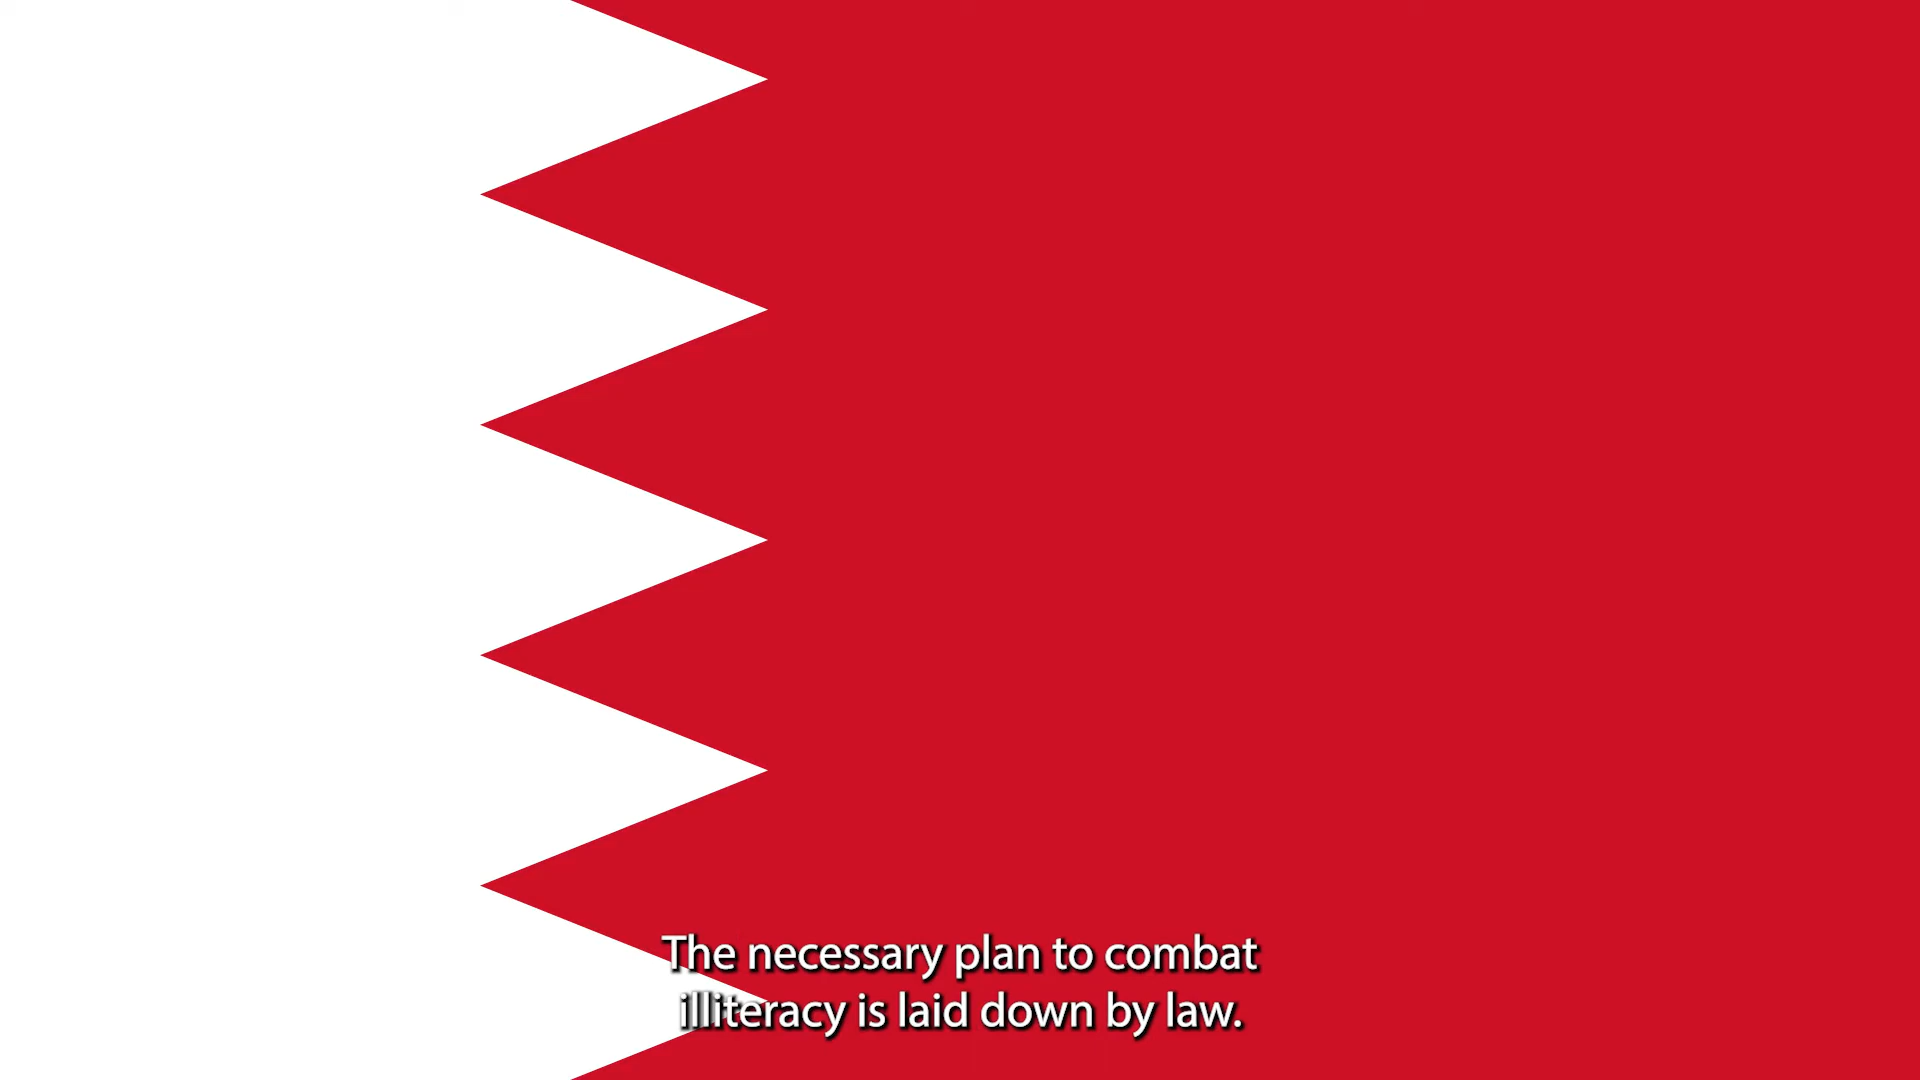 The necessary plan to combat
illiteracy is laid down by law.